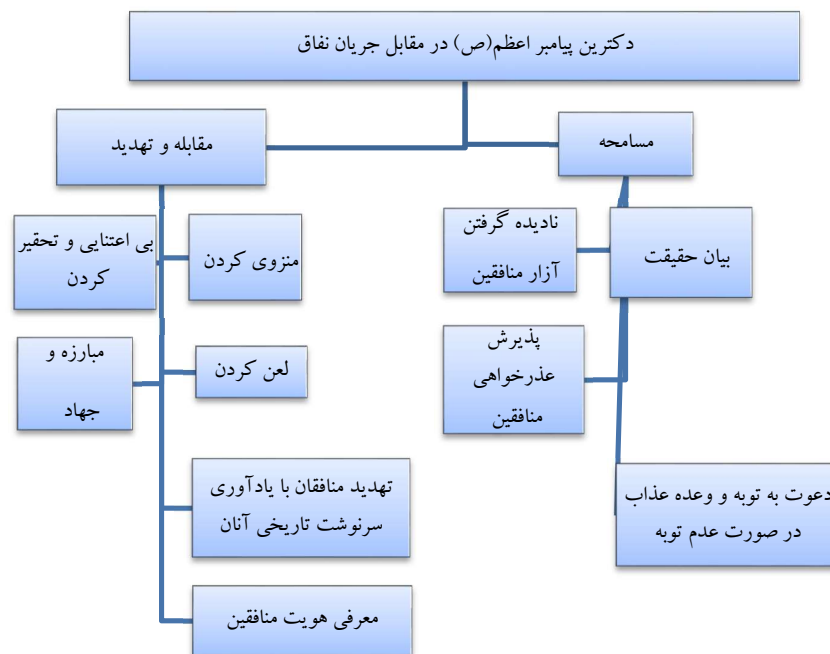 دکترین پیامبر اعظم(ص) در مقابل جریان نفاق
مسامحه
مقابله و تهدید
بیان حقیقت
نادیده گرفتن
آزار منافقین
پذیرش
عذرخواهی
منافقین
دعوت به توبه و وعده عذاب
در صورت عدم توبه
منزوی کردن
بی اعتنایی و تحقیر
کردن
لعن کردن
مبارزه و
جهاد
تهدید منافقان با یادآوری
سرنوشت تاریخی آنان
معرفی هویت منافقین